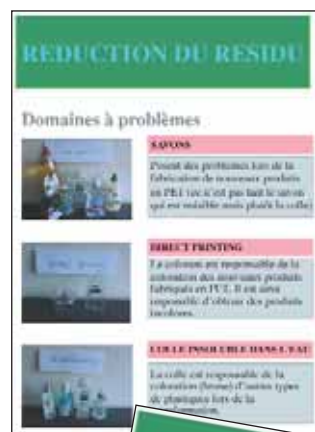 REDUCTION DU RESIDU
Domaines à problèmes
SAVONS
Posent des problèmes lors de la
fabrication de nouveaux produits
en PET (ce n'est pas tant le savon
qui est nuisible mais plutôt la colle)
DIRECT PRINTING
Le colorant est responsable de la
coloration des nouveaux produits
fabriqués en PET. Il est ainsi
impossible d'obtenir des produits
incolores.
COLLE INSOLUBLE DANS L'EAU
La colle est responsable de la
coloration (brune) d'autres types
de plastiques lors de la